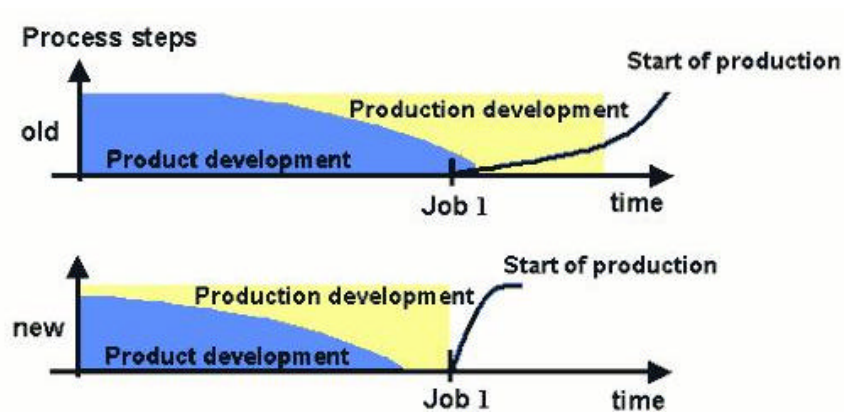 Process steps
Start of production
Production development
old
Product development
Job 1
time
Start of production
Production development
new
Product development
Job 1
time